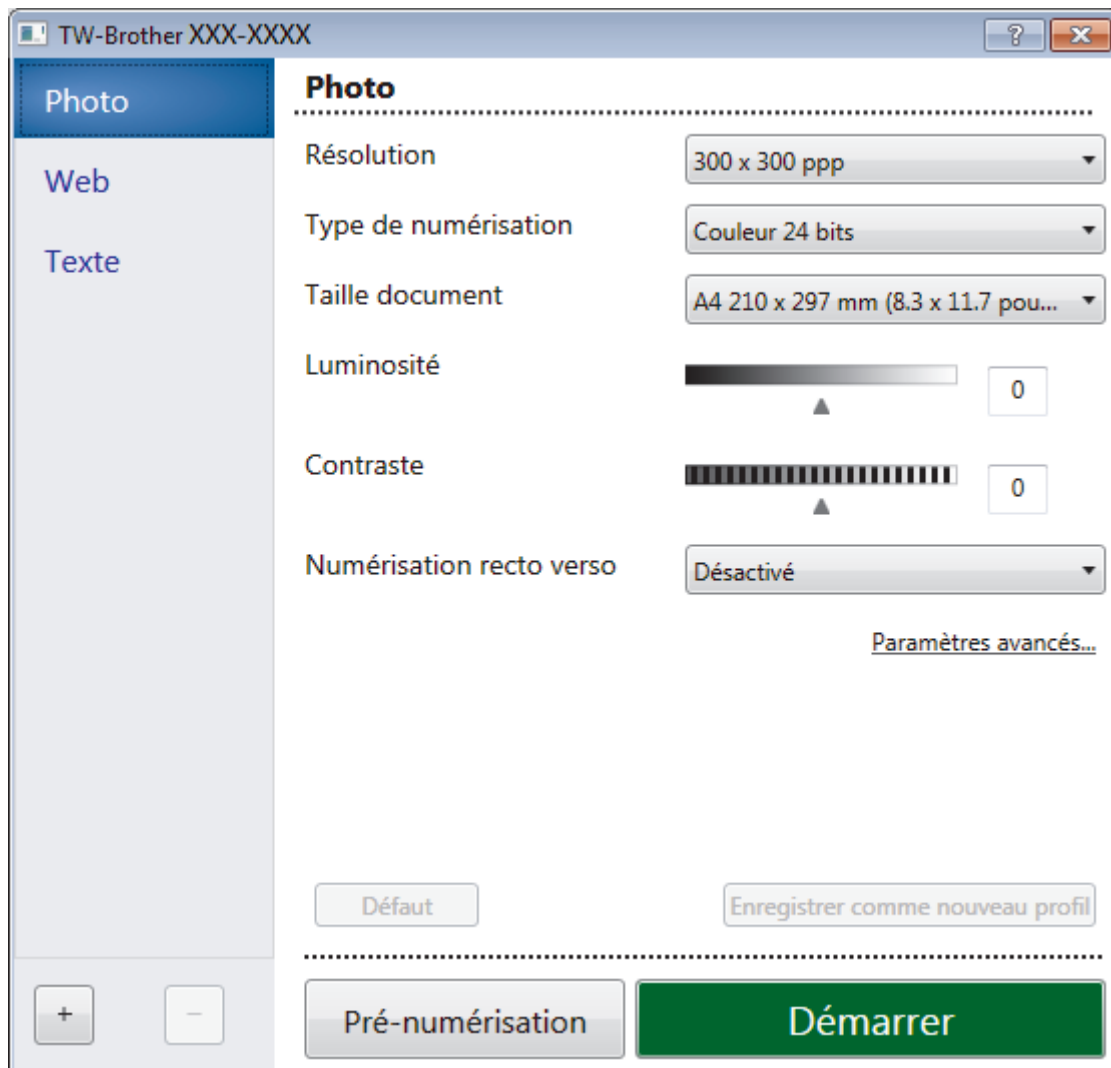 TW-Brother XXX-XXXX
?
Photo
Web
Texte
Photo
Résolution
300 x 300 ppp
Type de numérisation
Couleur 24 bits
Taille document
A4 210 x 297 mm (8.3 x 11.7 pou...
Luminosité
0
Contraste
0
Numérisation recto verso
Désactivé
Paramètres avancés...
Défaut
Enregistrer comme nouveau profil
+
−
Pré-numérisation
Démarrer